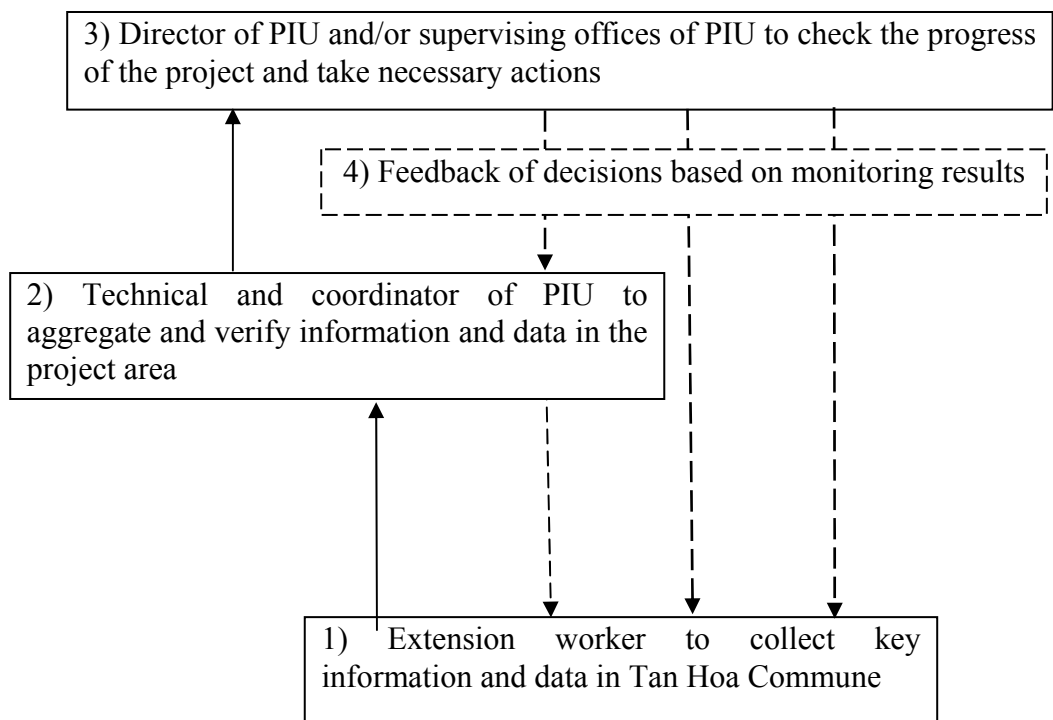 3) Director of PIU and/or supervising offices of PIU to check the progress
of the project and take necessary actions
4) Feedback of decisions based on monitoring results
2) Technical and coordinator of PIU to
aggregate and verify information and data in the
project area
1) Extension worker to collect key
information and data in Tan Hoa Commune